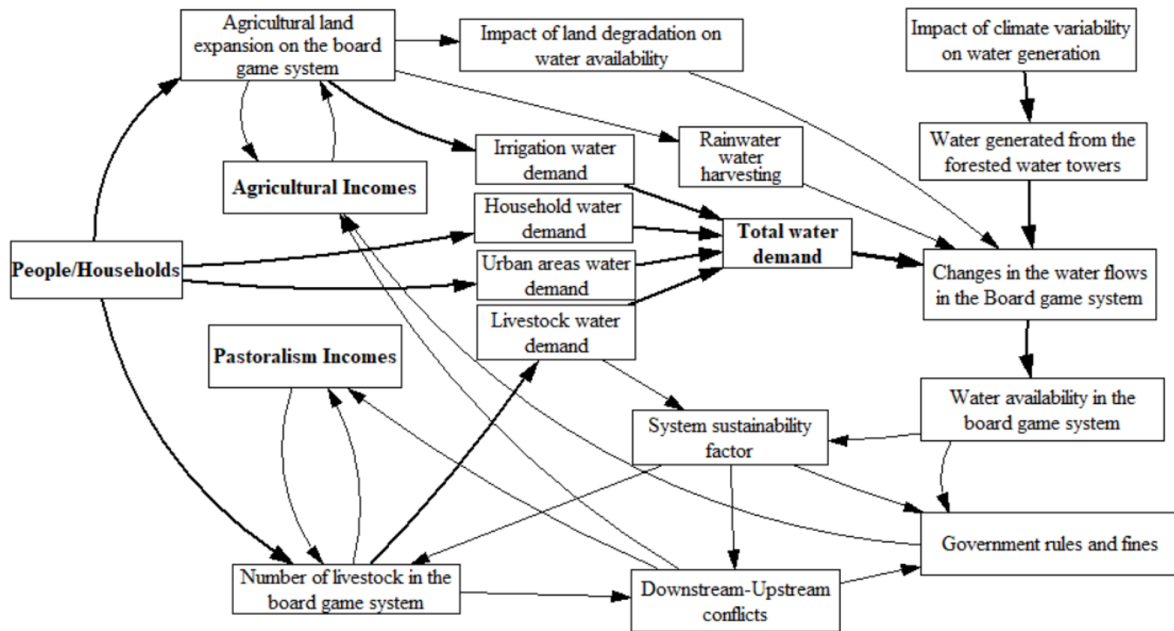 Agricultural land
expansion on the board
game system
Impact of land degradation on
water availability
Impact of climate variability
on water generation
Irrigation water
demand
Rainwater
water
harvesting
Water generated from the
forested water towers
Agricultural Incomes
Household water
demand
Total water
demand
People/Households
Urban areas water
demand
Changes in the water flows
in the Board game system
Livestock water
demand
Pastoralism Incomes
Water availability in the
board game system
System sustainability
factor
Government rules and fines
Number of livestock in the
board game system
Downstream-Upstream
conflicts